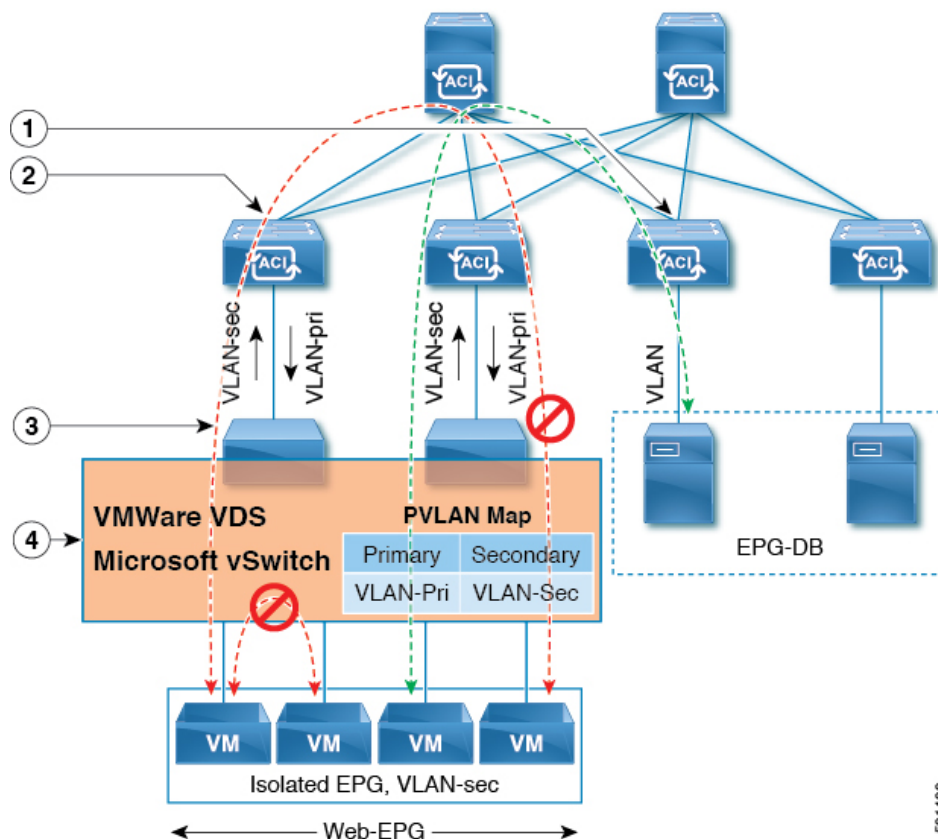 ACI
ACI
1
2
ACI
ACI
ACI
ACI
VLAN-sec
VLAN-pri
VLAN-sec
VLAN-pri
VLAN
3
4
VMWare VDS
Microsoft vSwitch
PVLAN Map
Primary Secondary
VLAN-Pri VLAN-Sec
EPG-DB
VM
VM
VM
VM
Isolated EPG, VLAN-sec
Web-EPG